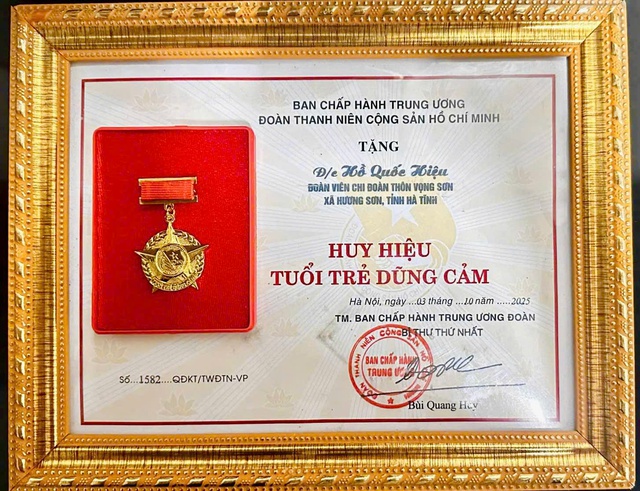 BAN CHẤP HÀNH TRUNG ƯƠNG
ĐOÀN THANH NIÊN CỘNG SẢN HỒ CHÍ MINH
TẶNG
Đ/c Hồ Quốc Hiệu
ĐOÀN VIÊN CHI ĐOÀN THÔN VỌNG SƠN
XÃ HƯƠNG SƠN, TỈNH HÀ TĨNH
HUY HIỆU
TUỔI TRẺ DŨNG CẢM
Hà Nội, ngày ...03 tháng ...10 năm .....2025
TM. BAN CHẤP HÀNH TRUNG ƯƠNG ĐOÀN
BÍ THƯ THỨ NHẤT
BAN CHẤP HÀNH
TRUNG ƯƠNG
Số...1582....QĐKT/TWĐTN-VP
Bùi Quang Huy